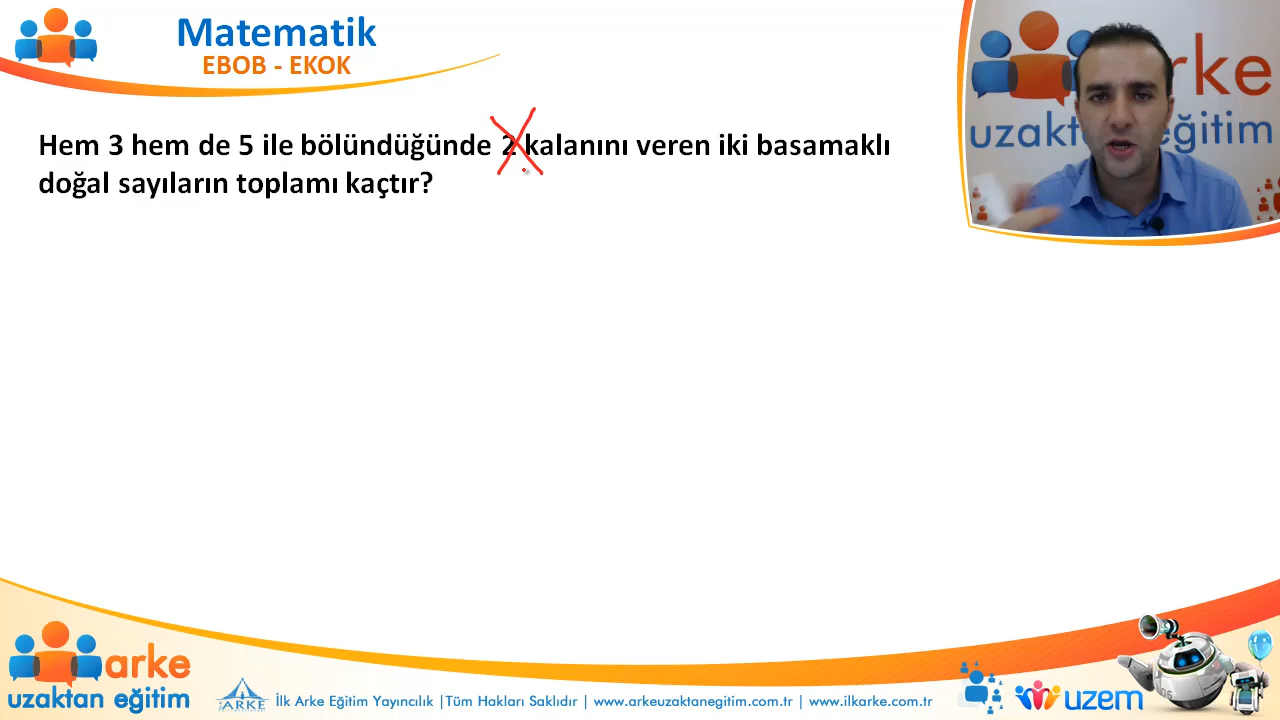 Matematik
EBOB - EKOK
arke
uzaktan eğitim
Hem 3 hem de 5 ile bölündüğünde 2 kalanını veren iki basamaklı
doğal sayıların toplamı kaçtır?
arke
uzaktan eğitim
ARKE
İlk Arke Eğitim Yayıncılık |Tüm Hakları Saklıdır | www.arkeuzaktanegitim.com.tr | www.ilkarke.com.tr
uzem